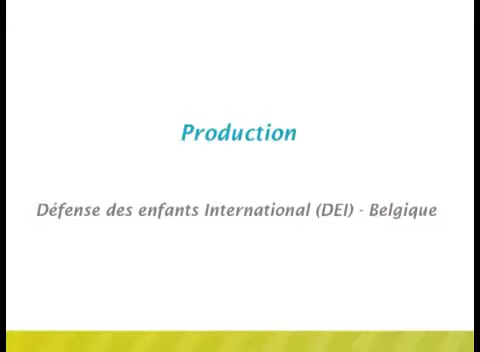 Production
Défense des enfants International (DEI) - Belgique